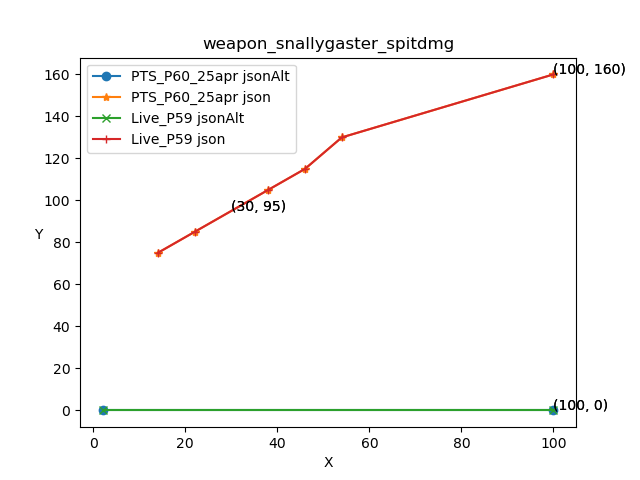 weapon_snallygaster_spitdmg
PTS_P60_25apr jsonAlt
PTS_P60_25apr json
Live_P59 jsonAlt
Live_P59 json
(100, 160)
(30, 95)
(100, 0)
160
140
120
100
80
60
40
20
0
Y
0 20 40 60 80 100
X